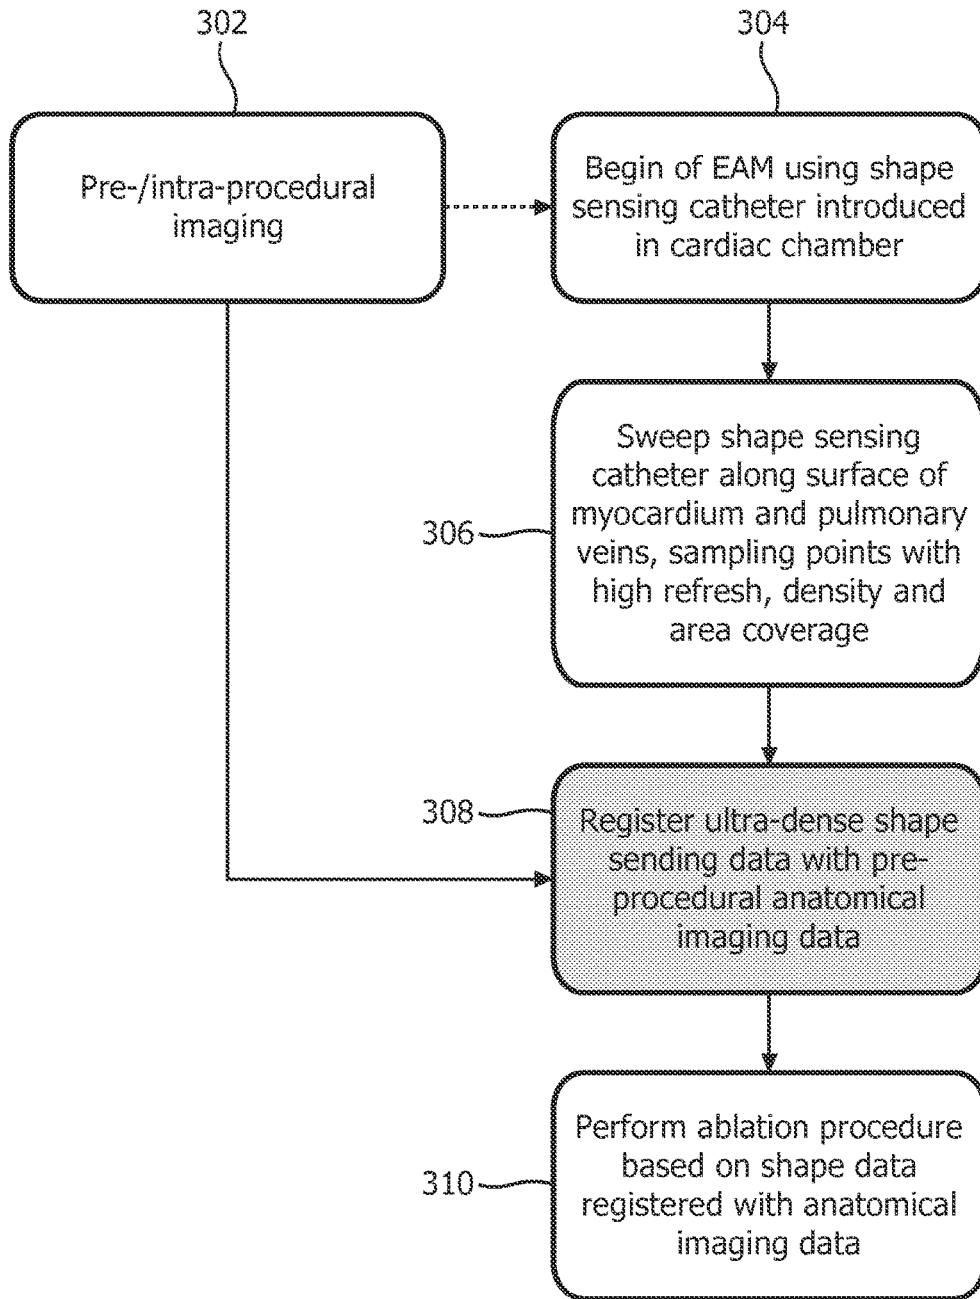 302
304
Pre-/intra-procedural
imaging
Begin of EAM using shape
sensing catheter introduced
in cardiac chamber
306
Sweep shape sensing
catheter along surface of
myocardium and pulmonary
veins, sampling points with
high refresh, density and
area coverage
308
Register ultra-dense shape
sending data with pre-
procedural anatomical
imaging data
310
Perform ablation procedure
based on shape data
registered with anatomical
imaging data